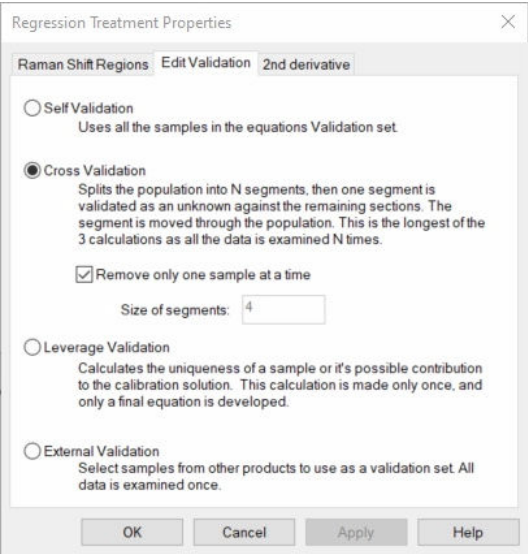 Regression Treatment Properties
Raman Shift Regions Edit Validation 2nd derivative
Self Validation
Uses all the samples in the equations Validation set.
Cross Validation
Splits the population into N segments, then one segment is
validated as an unknown against the remaining sections. The
segment is moved through the population. This is the longest of the
3 calculations as all the data is examined N times.
Remove only one sample at a time
Size of segments: 4
Leverage Validation
Calculates the uniqueness of a sample or it's possible contribution
to the calibration solution. This calculation is made only once, and
only a final equation is developed.
External Validation
Select samples from other products to use as a validation set. All
data is examined once.
OK Cancel Apply Help